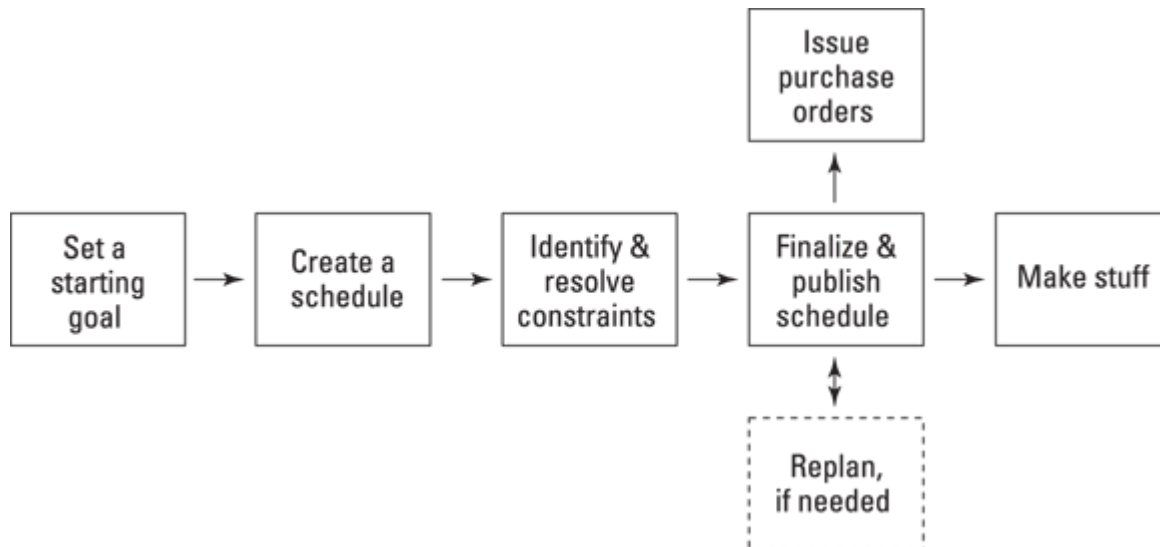 Issue
purchase
orders
Set a
starting
goal
Create a
schedule
Identify &
resolve
constraints
Finalize &
publish
schedule
Make stuff
Replan,
if needed